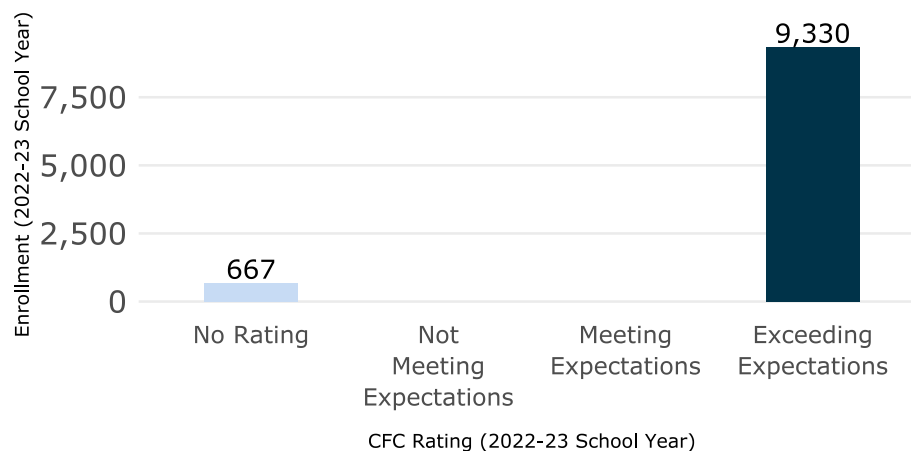 Enrollment (2022-23 School Year)
9,330
7,500
5,000
2,500
667
0
No Rating
Not
Meeting
Expectations
Meeting
Expectations
Exceeding
Expectations
CFC Rating (2022-23 School Year)